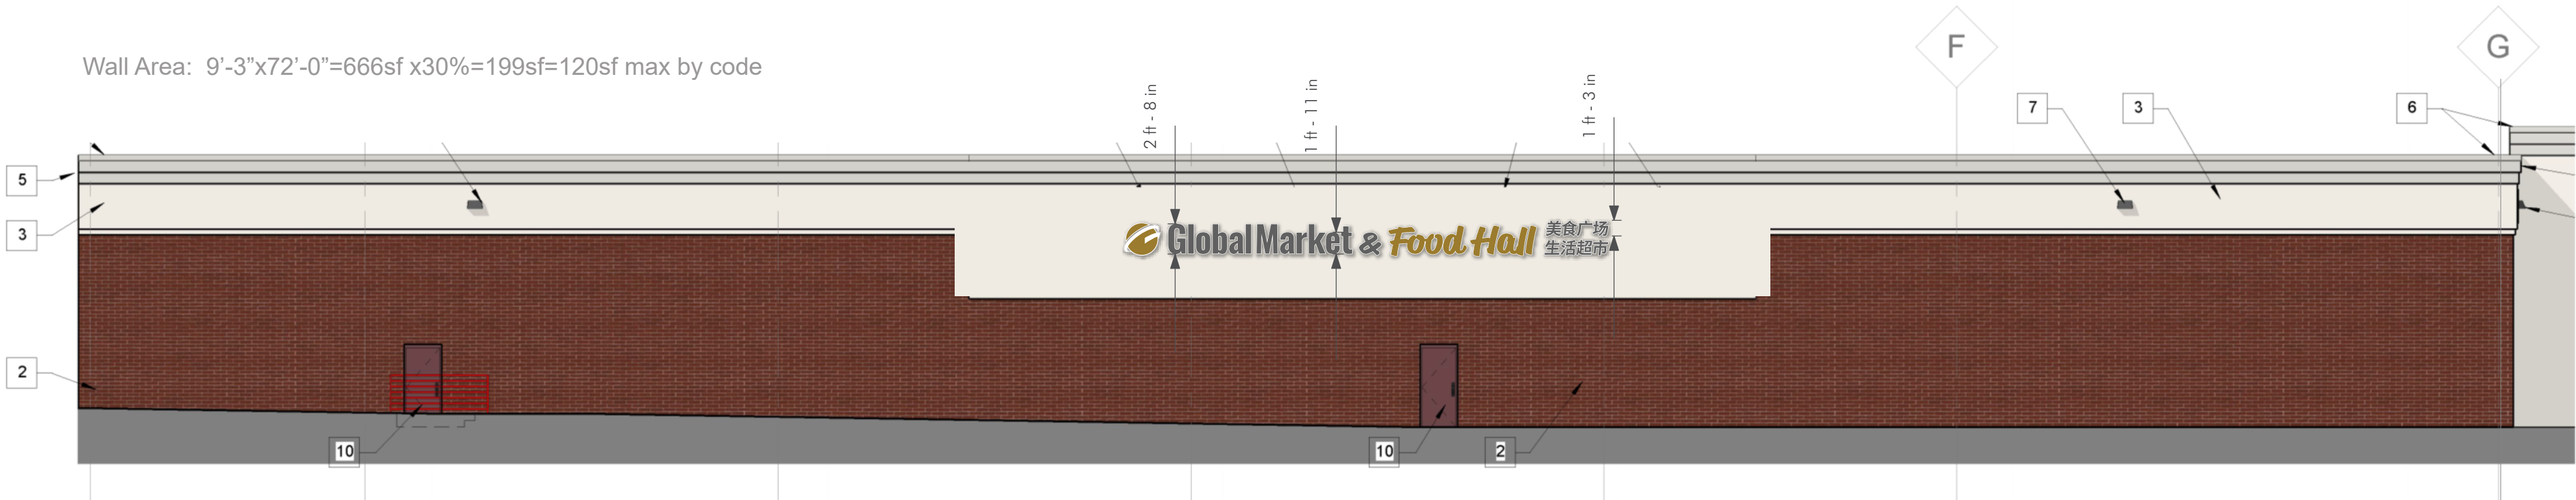 Wall Area: 9’-3”x72’-0”=666sf x30%=199sf=120sf max by code
F
G
2 ft - 8 in
1 ft - 11 in
1 ft - 3 in
7
3
6
5
3
GlobalMarket & Food Hall
美食广场
生活超市
2
10
10
2